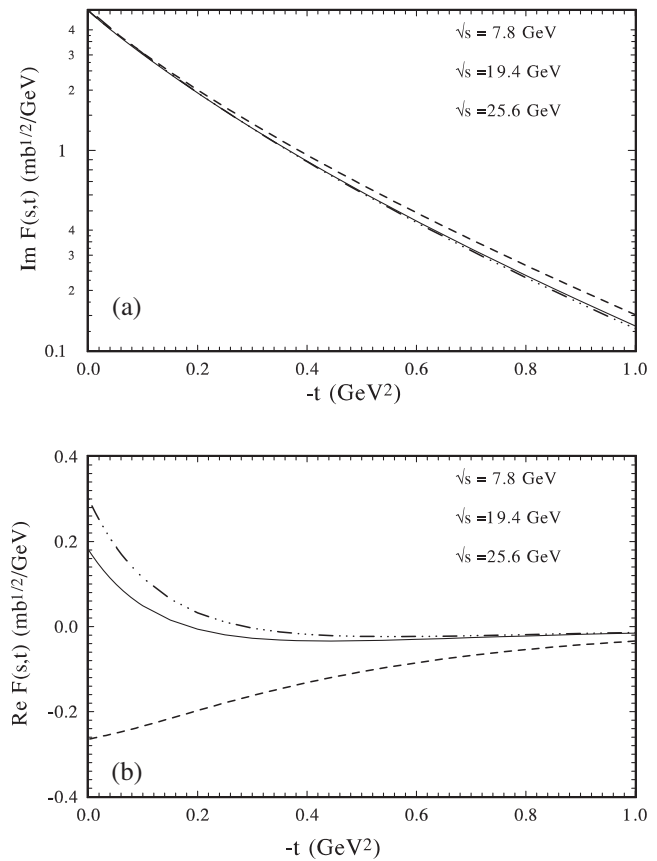 4
3
2
1
4
3
2
0.1
Im F(s,t) (mb1/2/GeV)
√s = 7.8 GeV
√s =19.4 GeV
√s =25.6 GeV
(a)
0.0 0.2 0.4 0.6 0.8 1.0
-t (GeV2)
0.4
0.2
0.0
-0.2
-0.4
Re F(s,t) (mb1/2/GeV)
√s = 7.8 GeV
√s =19.4 GeV
√s =25.6 GeV
(b)
0.0 0.2 0.4 0.6 0.8 1.0
-t (GeV2)